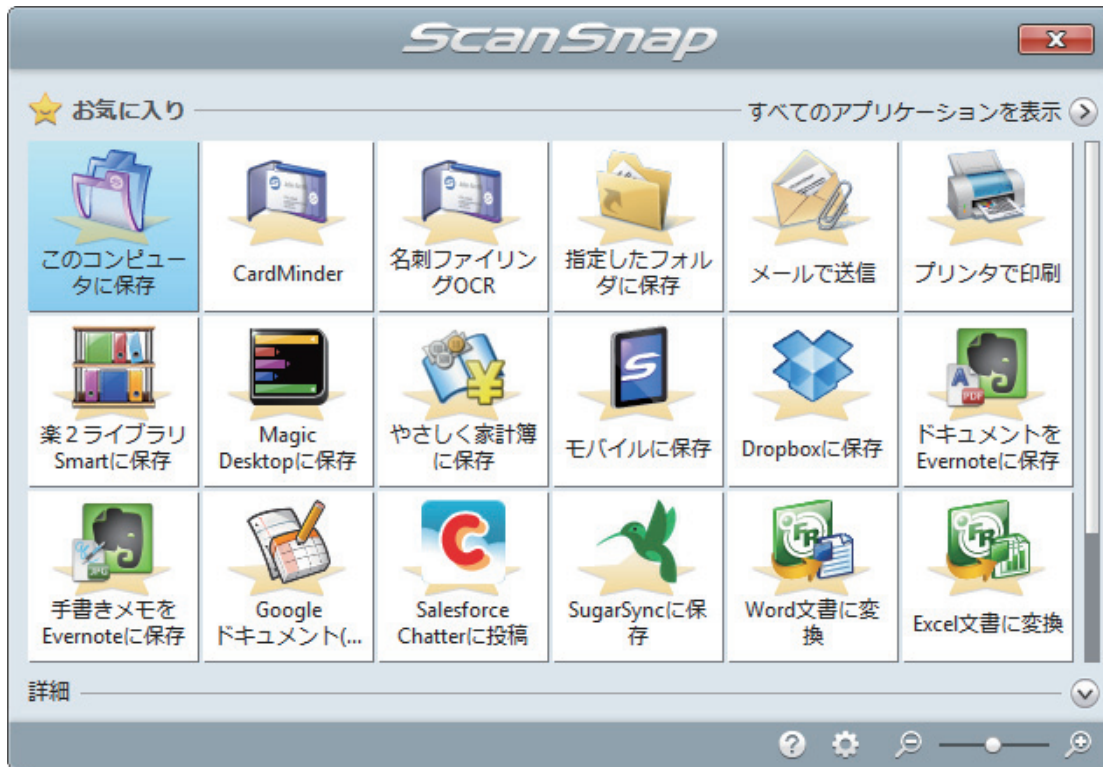 ScanSnap
お気に入り
すべてのアプリケーションを表示
このコンピュー
タに保存
CardMinder
名刺ファイリン
グOCR
指定したフォル
ダに保存
メールで送信
プリンタで印刷
楽２ライブラリ
Smartに保存
Magic
Desktopに保存
やさしく家計簿
に保存
モバイルに保存
Dropboxに保存
A
PDF
ドキュメントを
Evernoteに保存
JPG
手書きメモを
Evernoteに保存
Google
ドキュメント(...
Salesforce
Chatterに投稿
SugarSyncに保
存
FR
Word文書に変
換
FR
Excel文書に変換
詳細